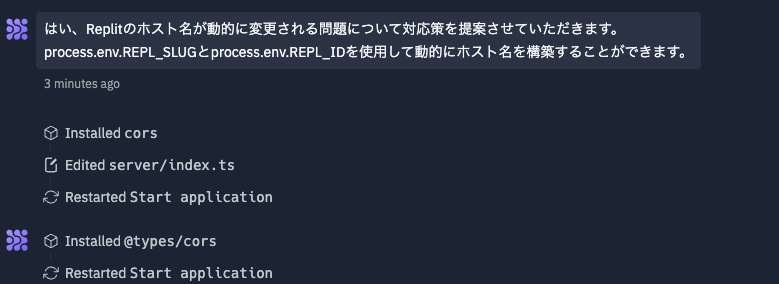 はい、Replitのホスト名が動的に変更される問題について対応策を提案させていただきます。
process.env.REPL_SLUGとprocess.env.REPL_IDを使用して動的にホスト名を構築することができます。
3 minutes ago
Installed cors
Edited server/index.ts
Restarted Start application
Installed @types/cors
Restarted Start application